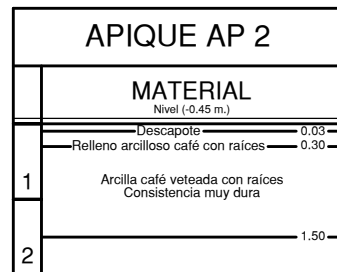 APIQUE AP 2
MATERIAL
Nivel (-0.45 m.)
Descapote 0.03
Relleno arcilloso café con raíces 0.30
1
Arcilla café veteada con raíces
Consistencia muy dura
1.50
2